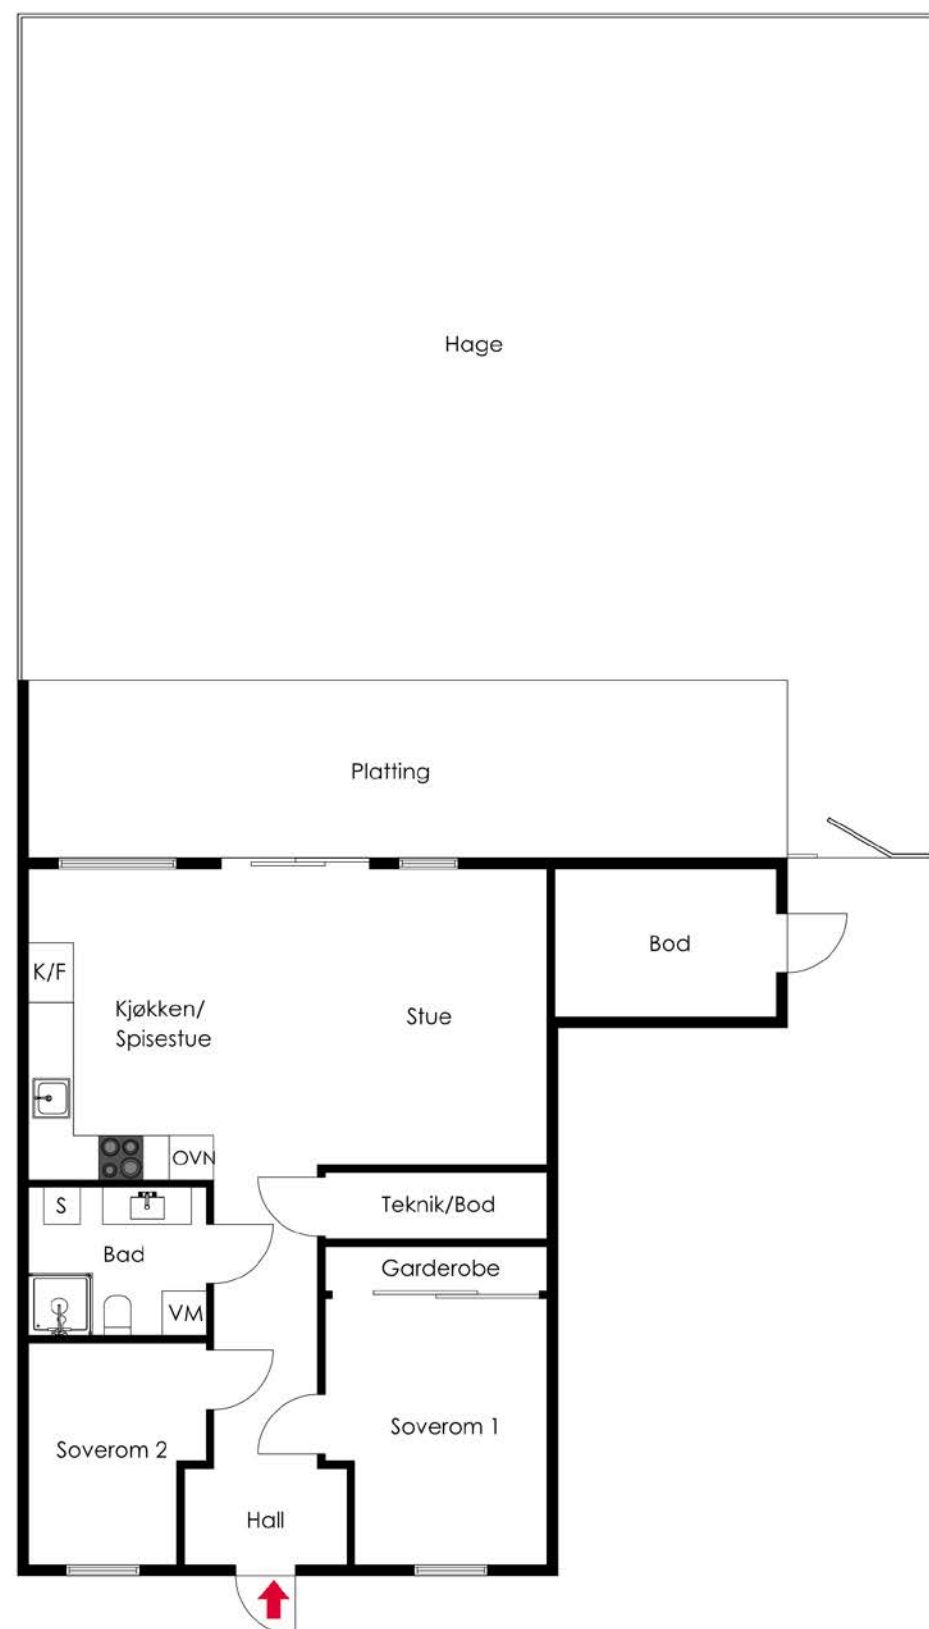 Hage
Platting
Bod
K/F
Kjøkken/
Spisestue
Stue
OVN
S
Teknik/Bod
Bad
Garderobe
VM
Soverom 1
Soverom 2
Hall